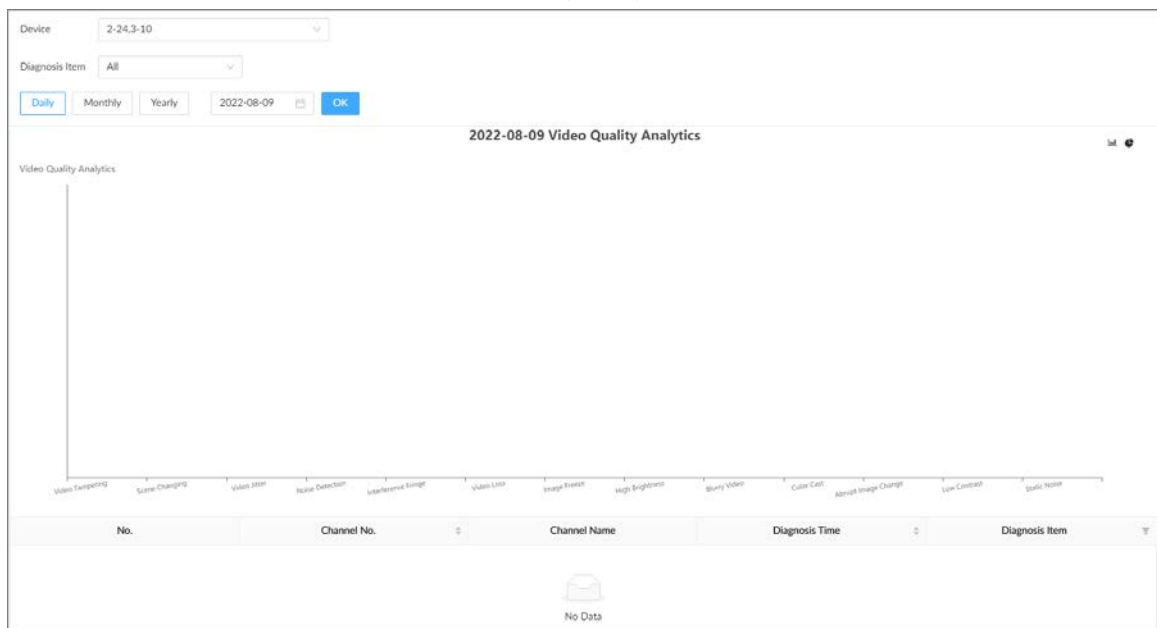 Device 2-24,3-10
Diagnosis Item All
Daily Monthly Yearly 2022-08-09 OK
2022-08-09 Video Quality Analytics
Video Quality Analytics
Video Tampering Scene Changing Video Jitter Noise Detection Interference Fringe Video Loss Image Freeze High Brightness Blurry Video Color Cast Abrupt Image Change Low Contrast Static Noise
No. Channel No. Channel Name Diagnosis Time Diagnosis Item
No Data